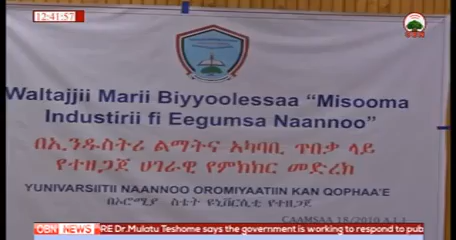 12:41:57
OBN
Waltajjii Marii Biyyoolessaa "Misooma
Industirii fi Eegumsa Naannoo"
በኢንዱስትሪ ልማትና አካባቢ ጥበቃ ላይ
የተዘጋጀ ሀገራዊ የምክክር መድረክ
YUNIVARSIITII NAANNOO OROMIYAATIIN KAN QOPHAA'E
በኦሮሚያ ስቴት ዩኒቨርሲቲ የተዘጋጀ
CAAMSAA 18/2010
OBN NEWS RE Dr.Mulatu Teshome says the government is working to respond to pub